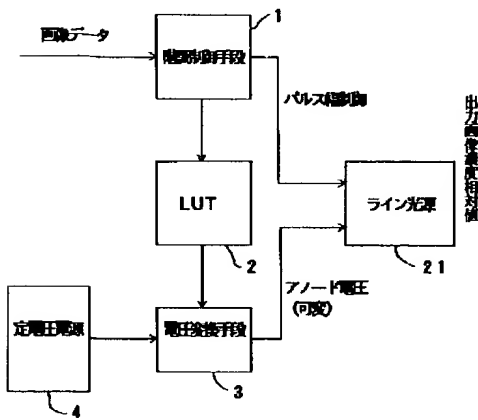 1
画像データ
階調制御手段
パルス幅制御
LUT
2
ライン光源
21
アノード電圧
(可変)
定電圧電源
4
電圧変換手段
3
出力画像濃度相対値